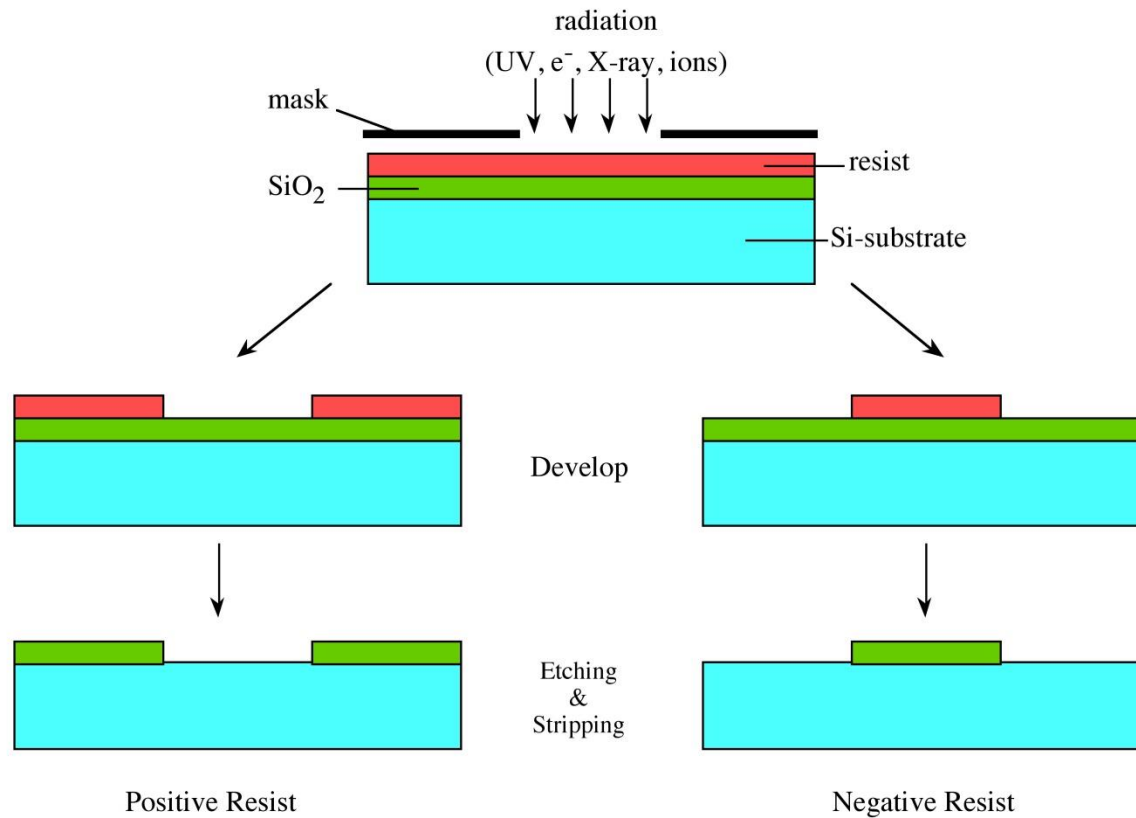 radiation
(UV, e⁻, X-ray, ions)
mask
resist
SiO₂
Si-substrate
Develop
Etching
&
Stripping
Positive Resist
Negative Resist